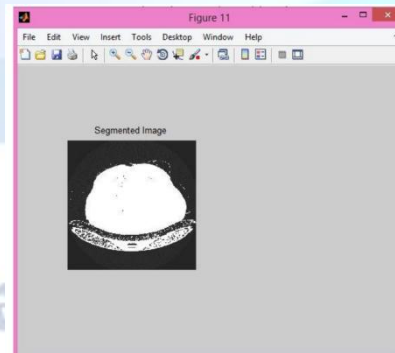 Figure 11
File Edit View Insert Tools Desktop Window Help
Segmented Image